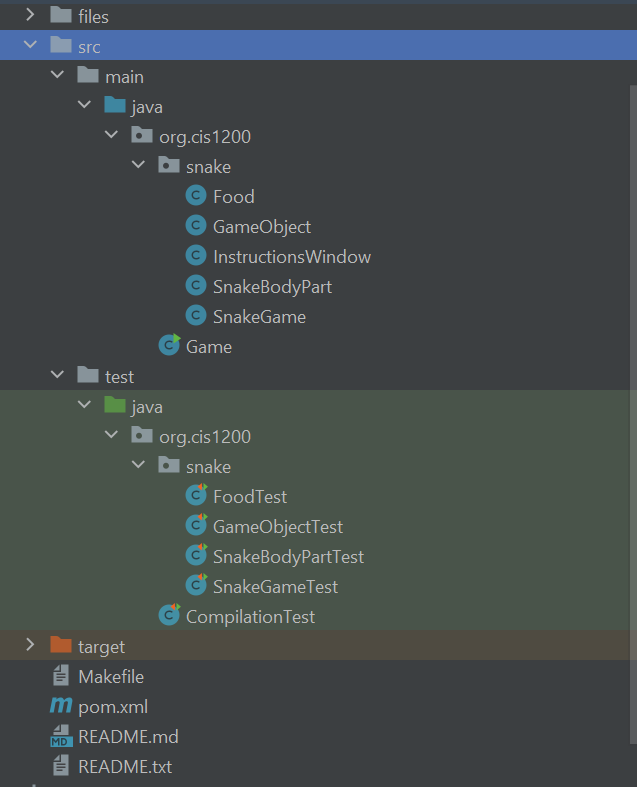 files
src
main
java
org.cis1200
snake
C Food
C GameObject
C InstructionsWindow
C SnakeBodyPart
C SnakeGame
C Game
test
java
org.cis1200
snake
C FoodTest
C GameObjectTest
C SnakeBodyPartTest
C SnakeGameTest
C CompilationTest
target
Makefile
m pom.xml
MD README.md
README.txt